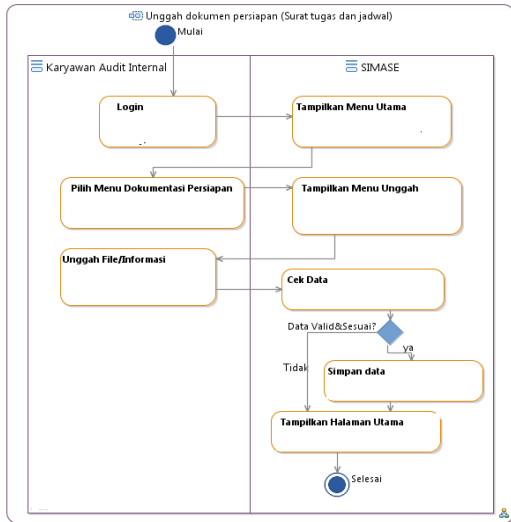 Unggah dokumen persiapan (Surat tugas dan jadwal)
Mulai
Karyawan Audit Internal
SIMASE
Login
Tampilkan Menu Utama
Pilih Menu Dokumentasi Persiapan
Tampilkan Menu Unggah
Unggah File/Informasi
Cek Data
Data Valid&Sesuai?
ya
Tidak
Simpan data
Tampilkan Halaman Utama
Selesai